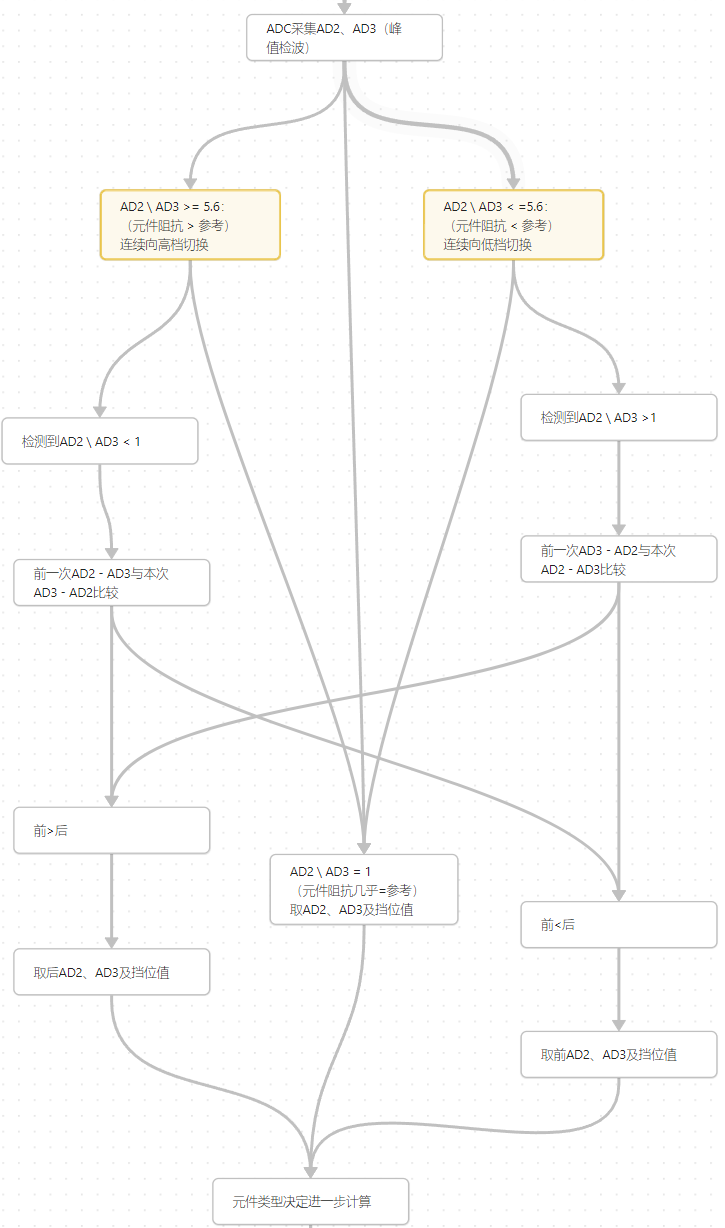 ADC采集AD2、AD3（峰
值检波）
AD2 \ AD3 >= 5.6：
（元件阻抗 > 参考）
连续向高档切换
AD2 \ AD3 < =5.6：
（元件阻抗 < 参考）
连续向低档切换
检测到AD2 \ AD3 < 1
检测到AD2 \ AD3 >1
前一次AD2 - AD3与本次
AD3 - AD2比较
前一次AD3 - AD2与本次
AD2 - AD3比较
前>后
AD2 \ AD3 = 1
（元件阻抗几乎=参考）
取AD2、AD3及挡位值
前<后
取后AD2、AD3及挡位值
取前AD2、AD3及挡位值
元件类型决定进一步计算